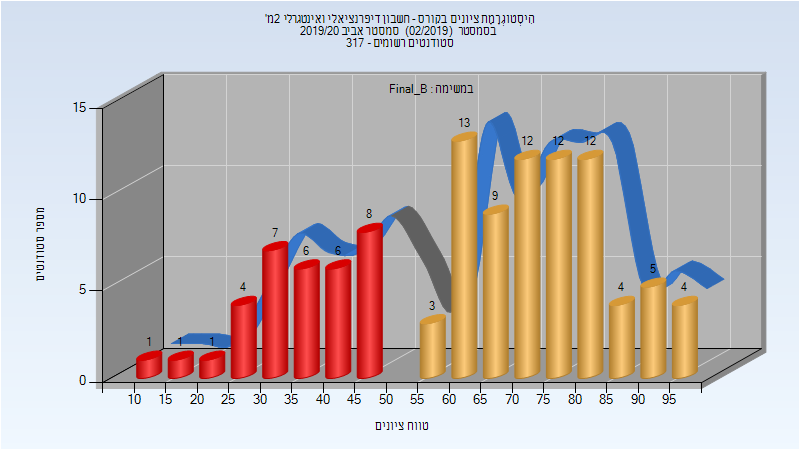 הִיסְטוֹגְרַמַת ציונים בקורס - חשבון דיפרנציאלי ואינטגרלי 2מ'
בסמסטר (02/2019) סמסטר אביב 2019/20
סטודנטים רשומים - 317
במשימה : Final_B
15
10
5
0
מספר סטודנטים
1 1 1 4 7 6 6 8 3 13 9 12 12 12 4 5 4
10 15 20 25 30 35 40 45 50 55 60 65 70 75 80 85 90 95
טווח ציונים